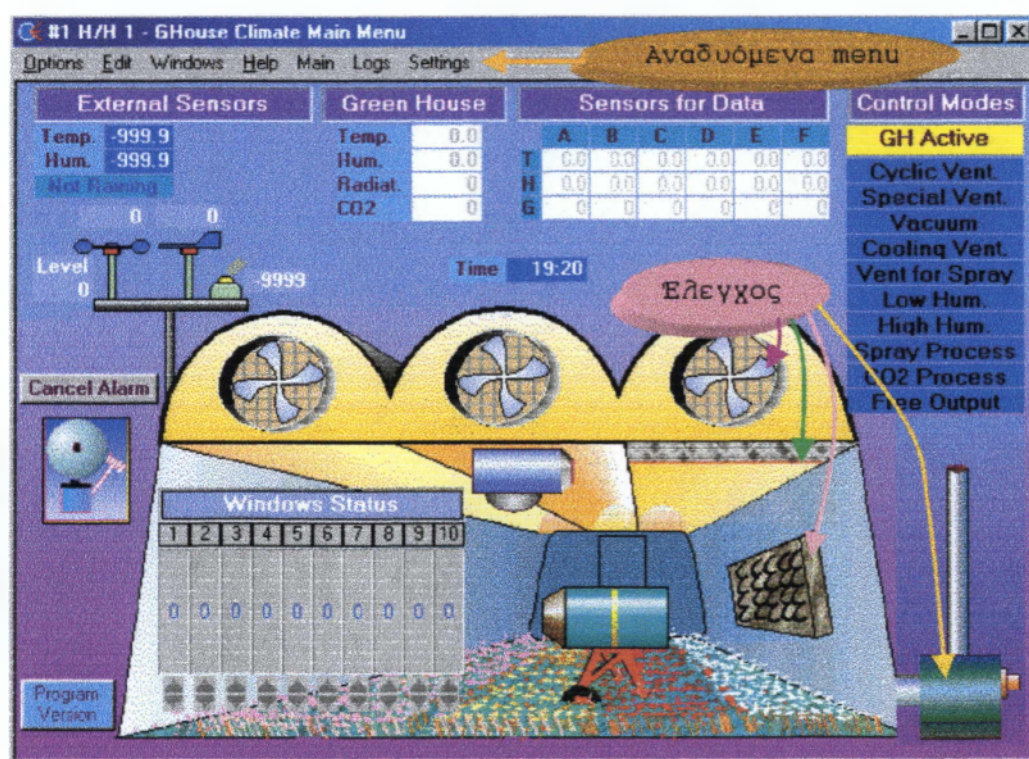 #1 H/H 1 - GHouse Climate Main Menu
Options Edit Windows Help Main Logs Settings
Αναδυόμενα menu
External Sensors
Temp. -999.9
Hum. -999.9
Not Raining
0 0
Level
0
-9999
Green House
Temp. 0.0
Hum. 0.0
Radiat. 0
CO2 0
Sensors for Data
A B C D E F
T 0.0 0.0 0.0 0.0 0.0 0.0
H 0.0 0.0 0.0 0.0 0.0 0.0
G 0 0 0 0 0 0
Time 19:20
Control Modes
GH Active
Cyclic Vent.
Special Vent.
Vacuum
Cooling Vent.
Vent for Spray
Low Hum.
High Hum.
Spray Process
CO2 Process
Free Output
Έλεγχος
Cancel Alarm
Windows Status
1 2 3 4 5 6 7 8 9 10
0 0 0 0 0 0 0 0 0 0
Program
Version